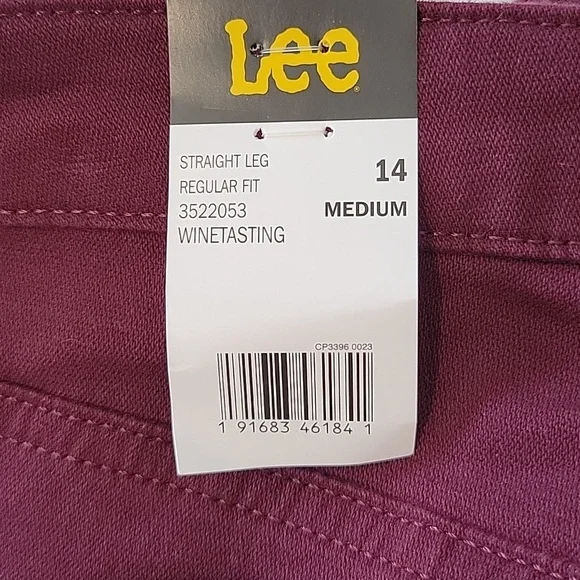 Lee
STRAIGHT LEG
REGULAR FIT
3522053
WINETASTING
14
MEDIUM
CP3396 0023
1 91683 46184 1